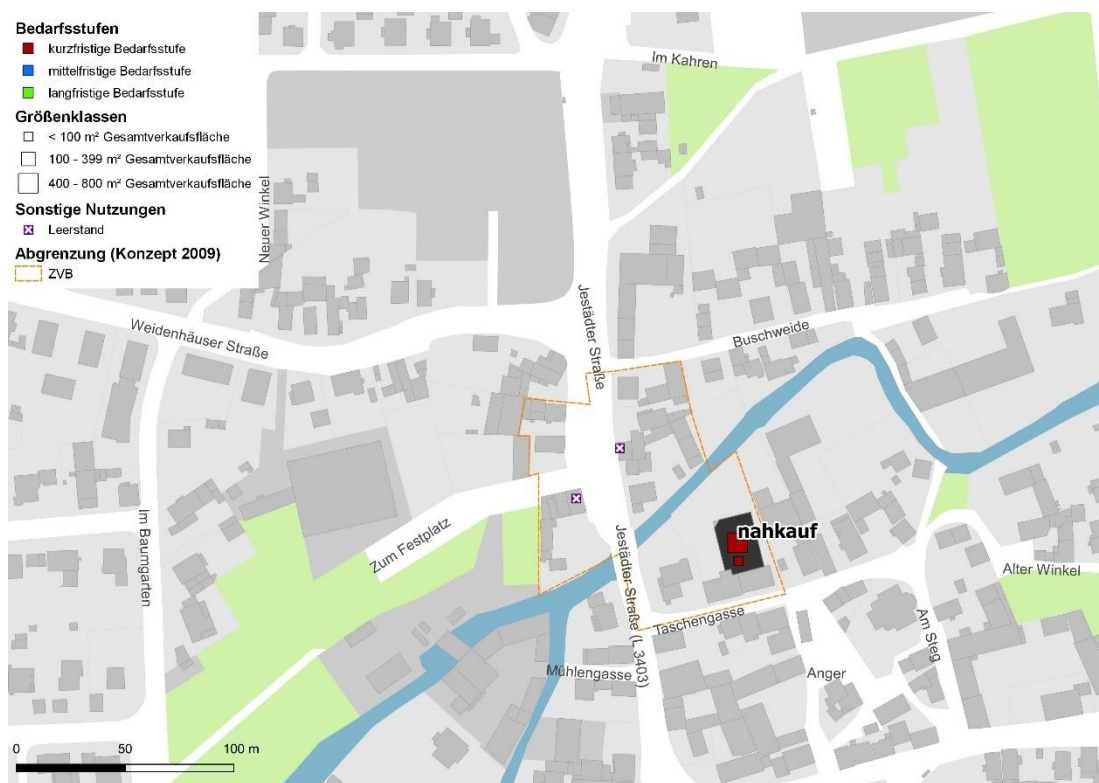 Bedarfsstufen
kurzfristige Bedarfsstufe
mittelfristige Bedarfsstufe
langfristige Bedarfsstufe
Größenklassen
< 100 m² Gesamtverkaufsfläche
100 - 399 m² Gesamtverkaufsfläche
400 - 800 m² Gesamtverkaufsfläche
Sonstige Nutzungen
Leerstand
Abgrenzung (Konzept 2009)
ZVB
Im Kahren
Neuer Winkel
Weidenhäuser Straße
Jestädter Straße
Buschweide
Im Baumgarten
Zum Festplatz
nahkauf
Jestädter Straße (L 3403)
Taschengasse
Mühlengasse
Anger
Am Steg
Alter Winkel
0 50 100 m